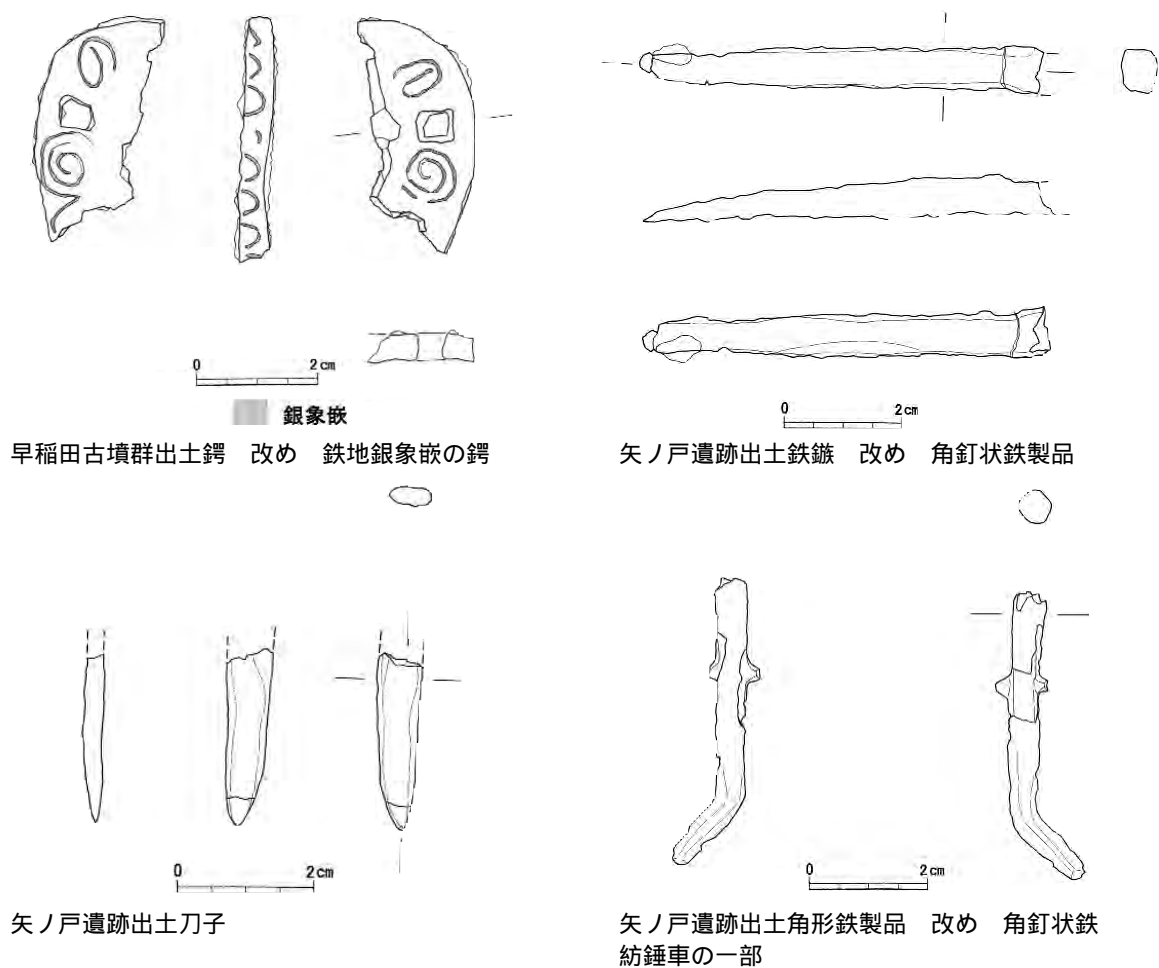 0 2cm
銀象嵌
早稲田古墳群出土鍔　改め　鉄地銀象嵌の鍔
0 2cm
矢ノ戸遺跡出土鉄鏃　改め　角釘状鉄製品
0 2cm
矢ノ戸遺跡出土刀子
0 2cm
矢ノ戸遺跡出土角形鉄製品　改め　角釘状鉄
紡錘車の一部